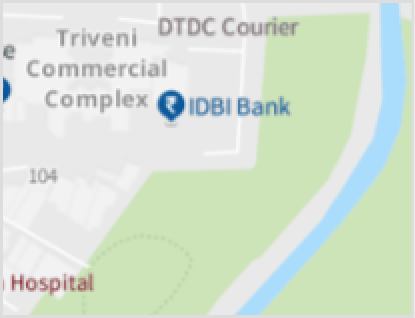 DTDC Courier
Triveni
Commercial
Complex
₹ IDBI Bank
104
Hospital